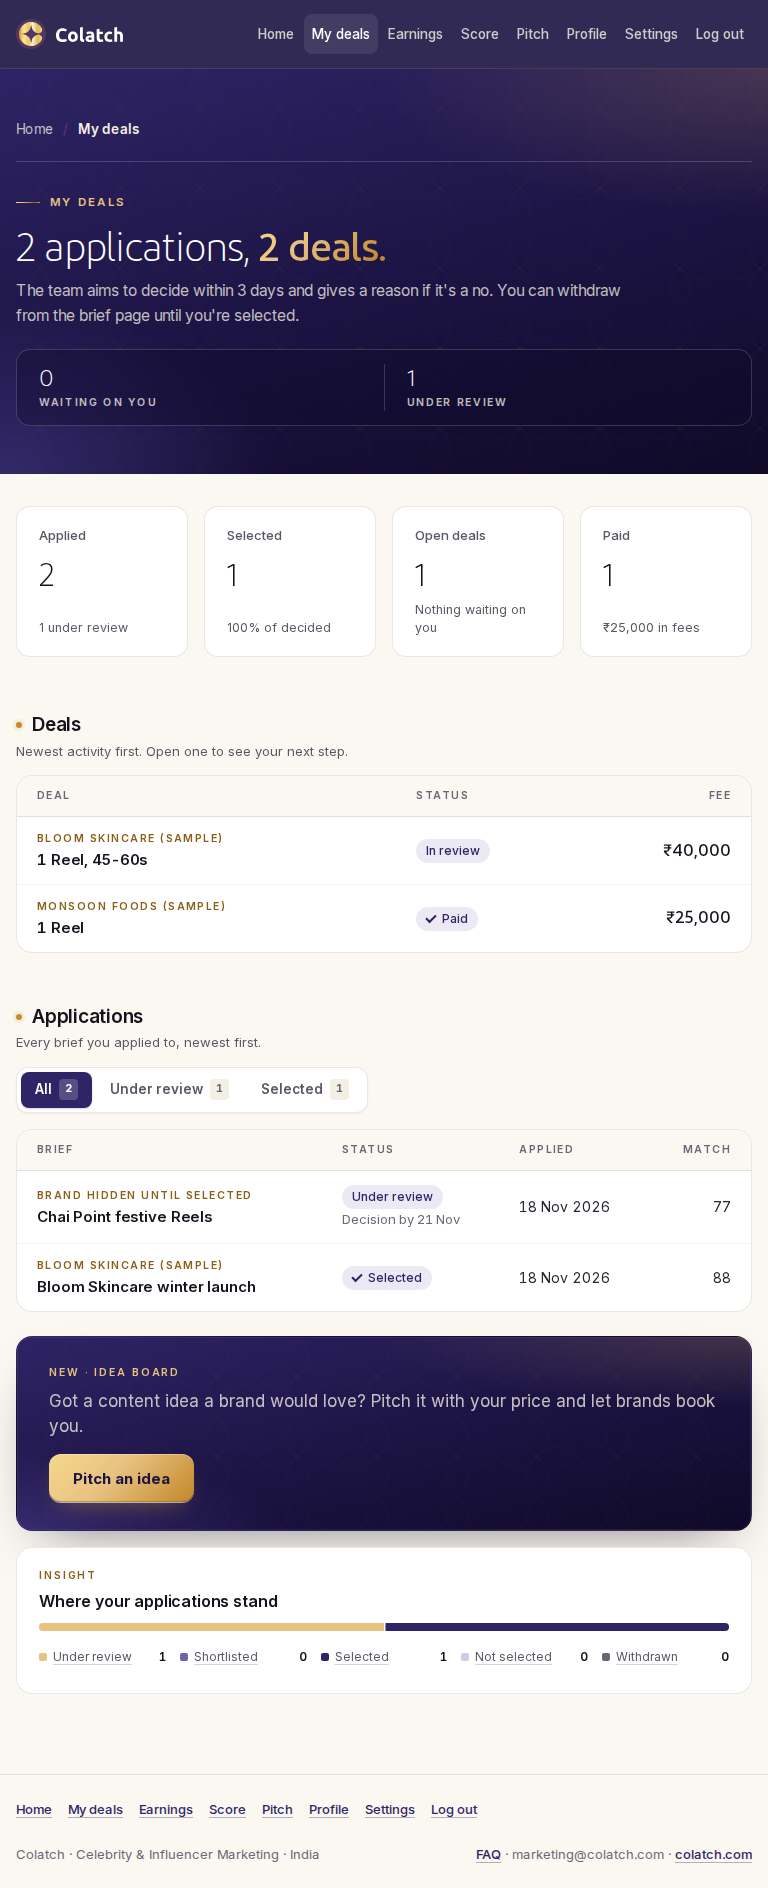 Colatch
Home My deals Earnings Score Pitch Profile Settings Log out
Home / My deals
MY DEALS
2 applications, 2 deals.
The team aims to decide within 3 days and gives a reason if it's a no. You can withdraw
from the brief page until you're selected.
0
WAITING ON YOU
1
UNDER REVIEW
Applied
2
1 under review
Selected
1
100% of decided
Open deals
1
Nothing waiting on
you
Paid
1
₹25,000 in fees
Deals
Newest activity first. Open one to see your next step.
DEAL STATUS FEE
BLOOM SKINCARE (SAMPLE)
1 Reel, 45-60s
In review
₹40,000
MONSOON FOODS (SAMPLE)
1 Reel
Paid
₹25,000
Applications
Every brief you applied to, newest first.
All 2 Under review 1 Selected 1
BRIEF STATUS APPLIED MATCH
BRAND HIDDEN UNTIL SELECTED
Chai Point festive Reels
Under review
Decision by 21 Nov
18 Nov 2026
77
BLOOM SKINCARE (SAMPLE)
Bloom Skincare winter launch
Selected
18 Nov 2026
88
NEW · IDEA BOARD
Got a content idea a brand would love? Pitch it with your price and let brands book
you.
Pitch an idea
INSIGHT
Where your applications stand
Under review 1 Shortlisted 0 Selected 1 Not selected 0 Withdrawn 0
Home My deals Earnings Score Pitch Profile Settings Log out
Colatch · Celebrity & Influencer Marketing · India
FAQ · marketing@colatch.com · colatch.com